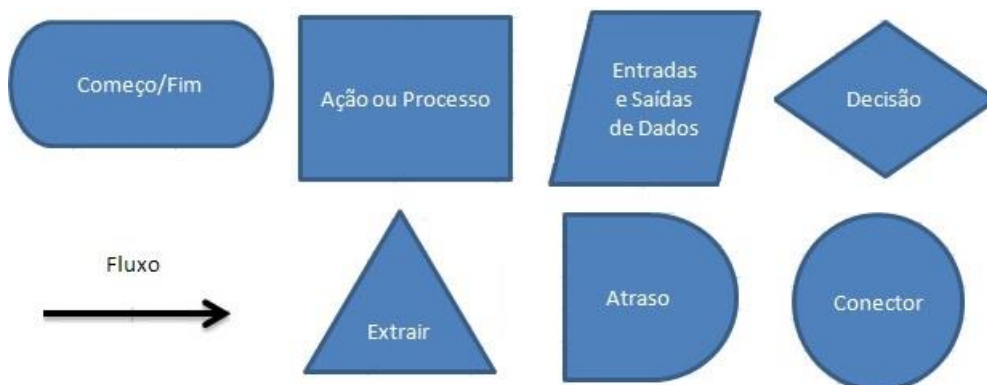 Começo/Fim
Ação ou Processo
Entradas
e Saídas
de Dados
Decisão
Fluxo
Extrair
Atraso
Conector